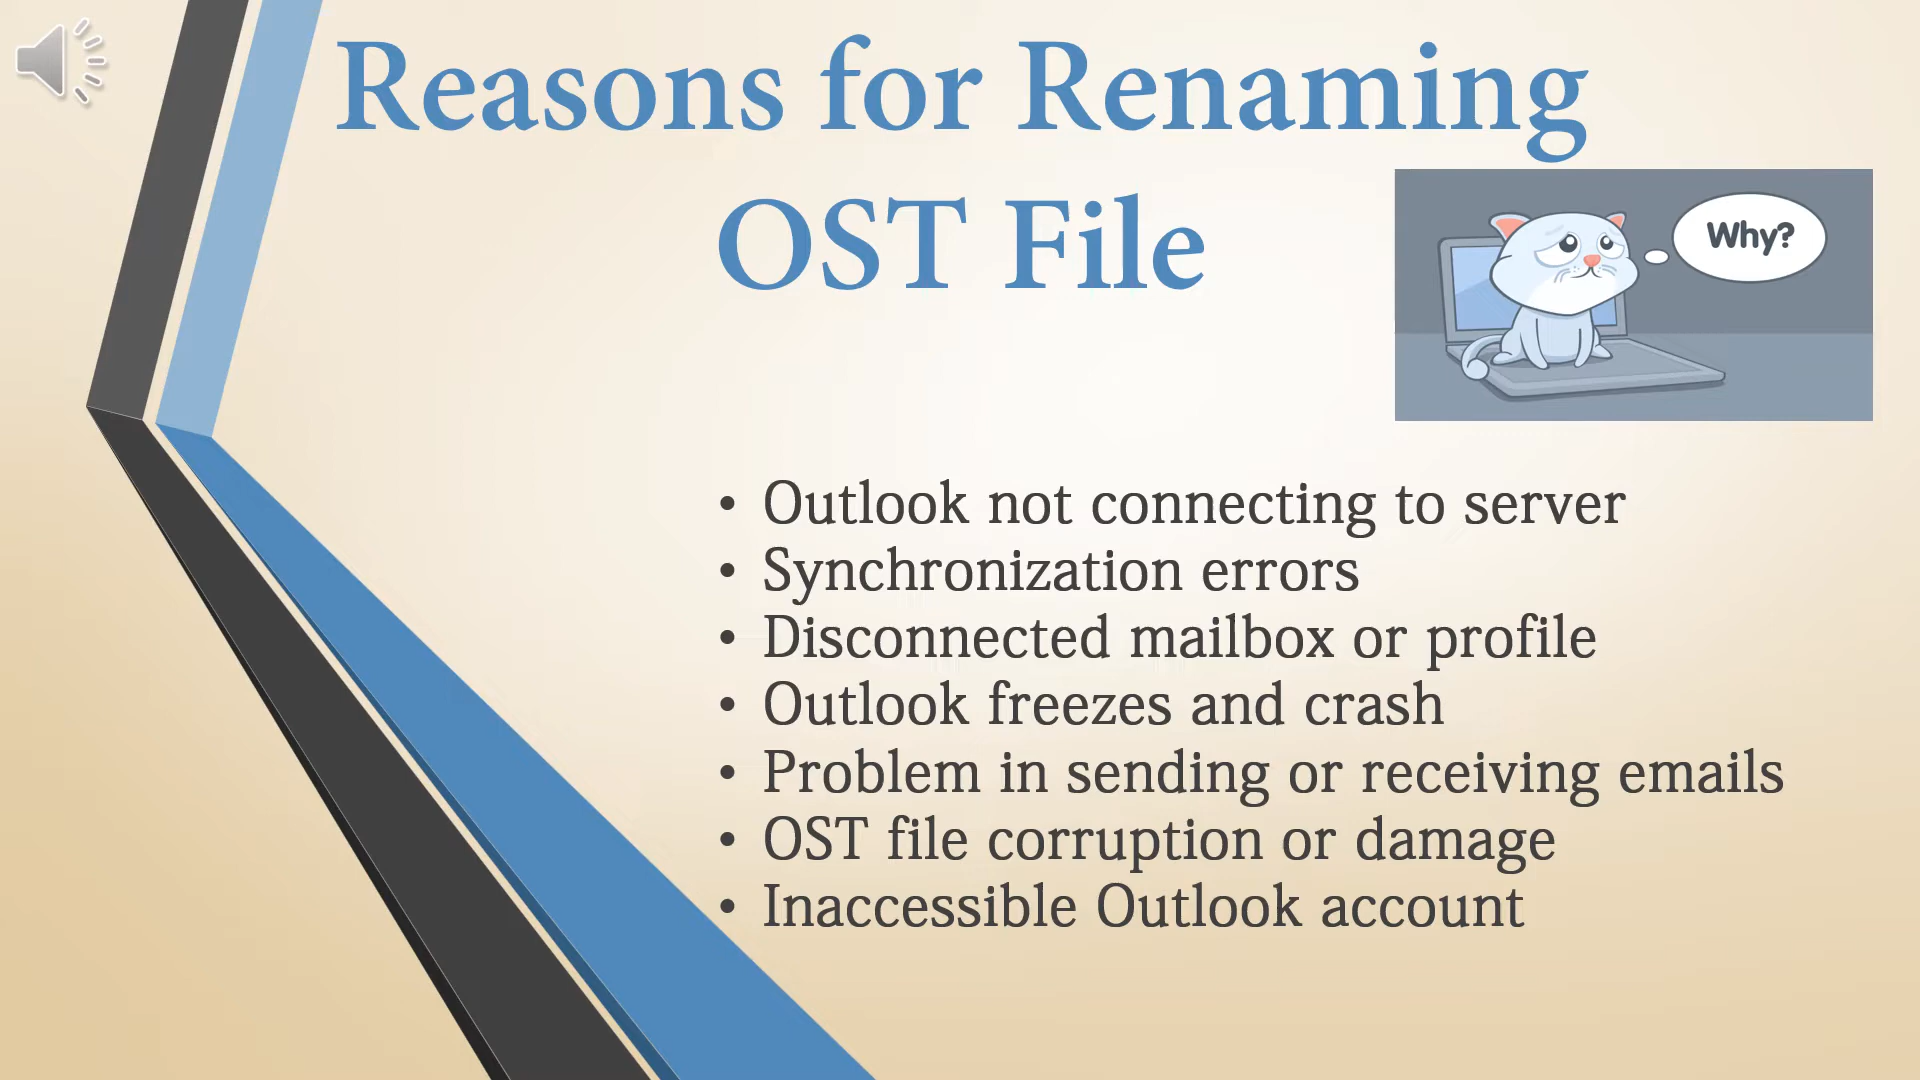 Reasons for Renaming
OST File
Why?
• Outlook not connecting to server
• Synchronization errors
• Disconnected mailbox or profile
• Outlook freezes and crash
• Problem in sending or receiving emails
• OST file corruption or damage
• Inaccessible Outlook account